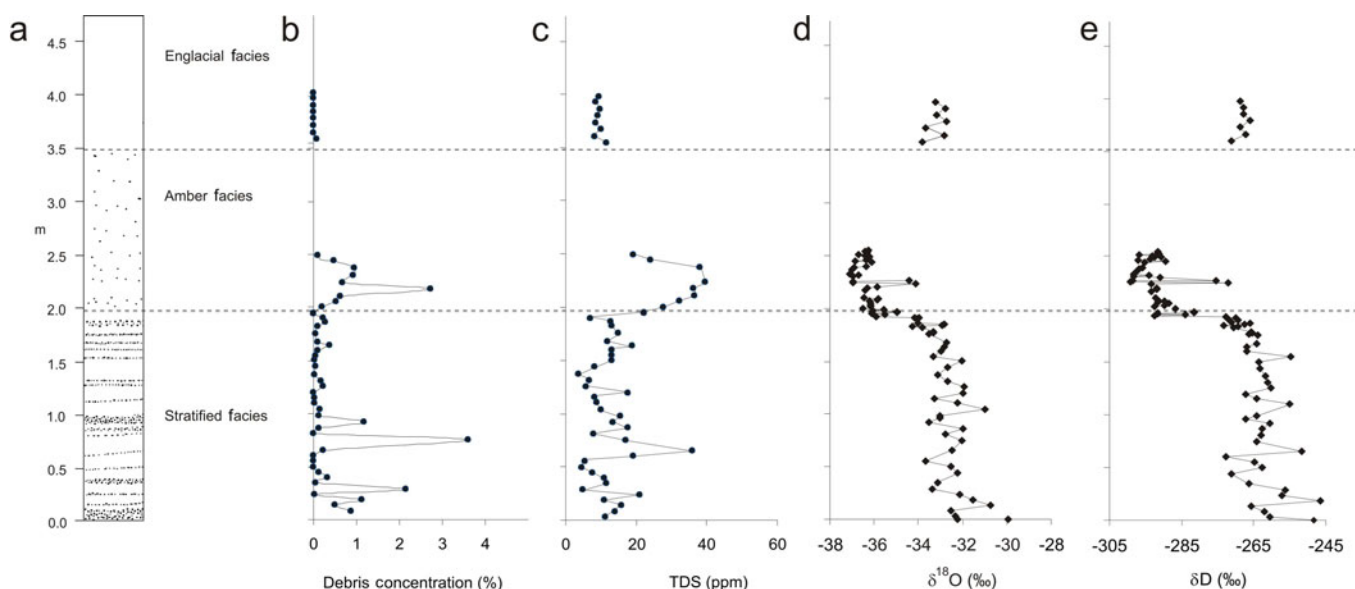 a b c d e
4.5
4.0
3.5
3.0
m
2.5
2.0
1.5
1.0
0.5
0.0
Englacial facies
Amber facies
Stratified facies
0 1 2 3 4
Debris concentration (%)
0 20 40 60
TDS (ppm)
-38 -36 -34 -32 -30 -28
δ¹⁸O (‰)
-305 -285 -265 -245
δD (‰)